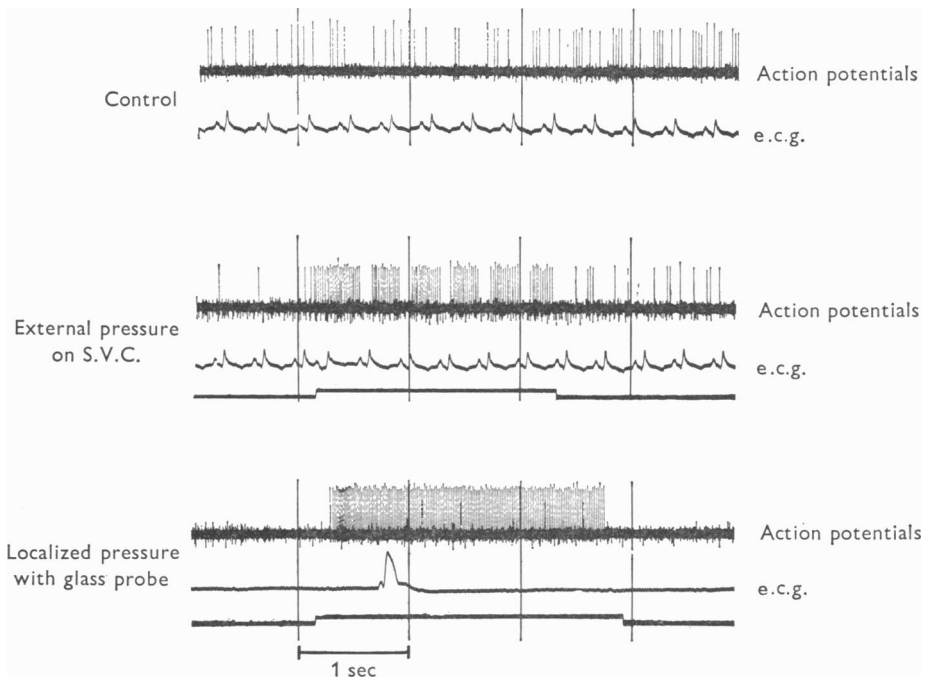 Action potentials
Control
e.c.g.
Action potentials
External pressure
on S.V.C.
e.c.g.
Action potentials
Localized pressure
with glass probe
e.c.g.
1 sec